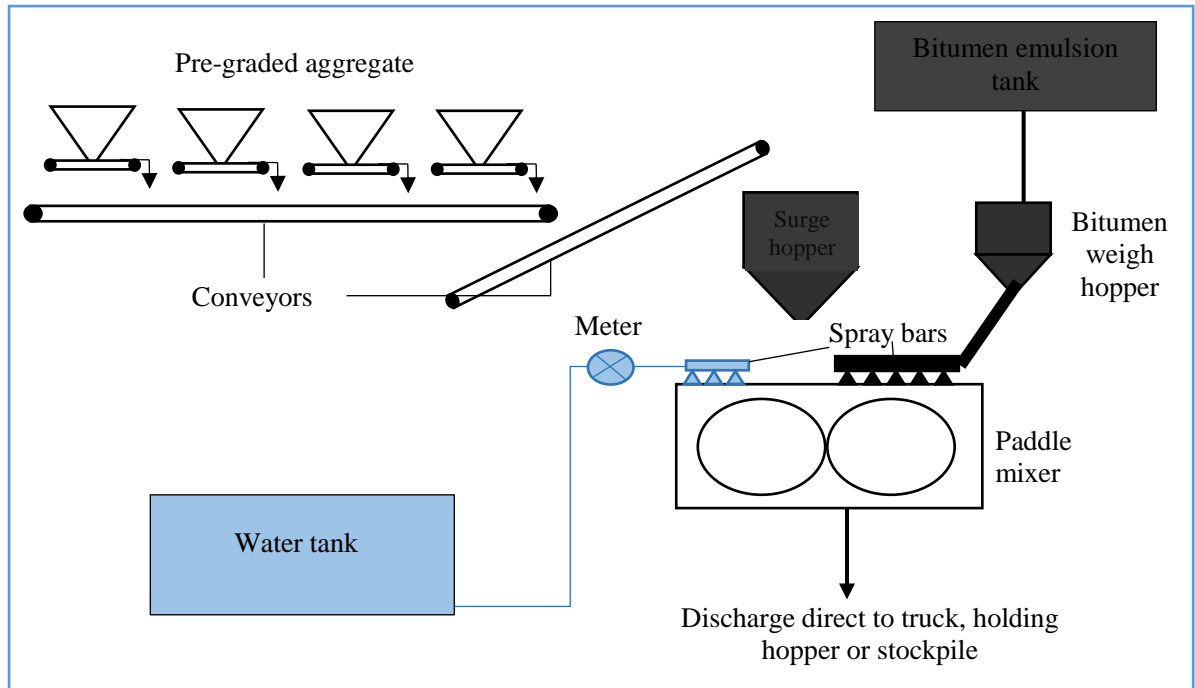 Pre-graded aggregate
Bitumen emulsion
tank
Surge
hopper
Bitumen
weigh
hopper
Conveyors
Meter
Spray bars
Paddle
mixer
Water tank
Discharge direct to truck, holding
hopper or stockpile